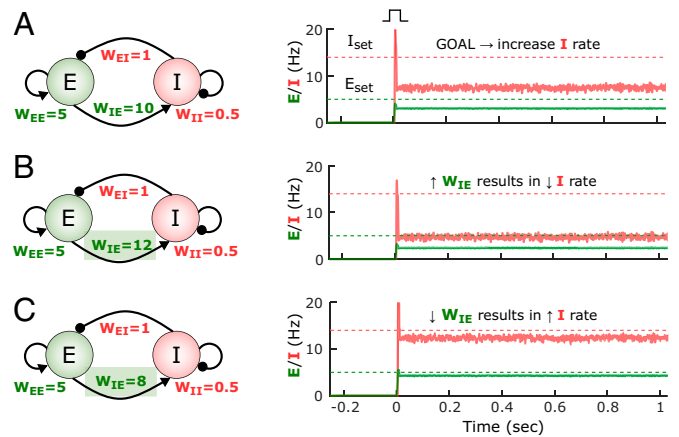 A
E
I
W_EI=1
W_EE=5
W_IE=10
W_II=0.5
E/I (Hz)
20
10
0
I_set
E_set
GOAL → increase I rate
B
E
I
W_EI=1
W_EE=5
W_IE=12
W_II=0.5
E/I (Hz)
20
10
0
↑ W_IE results in ↓ I rate
C
E
I
W_EI=1
W_EE=5
W_IE=8
W_II=0.5
E/I (Hz)
20
10
0
↓ W_IE results in ↑ I rate
-0.2 0 0.2 0.4 0.6 0.8 1
Time (sec)